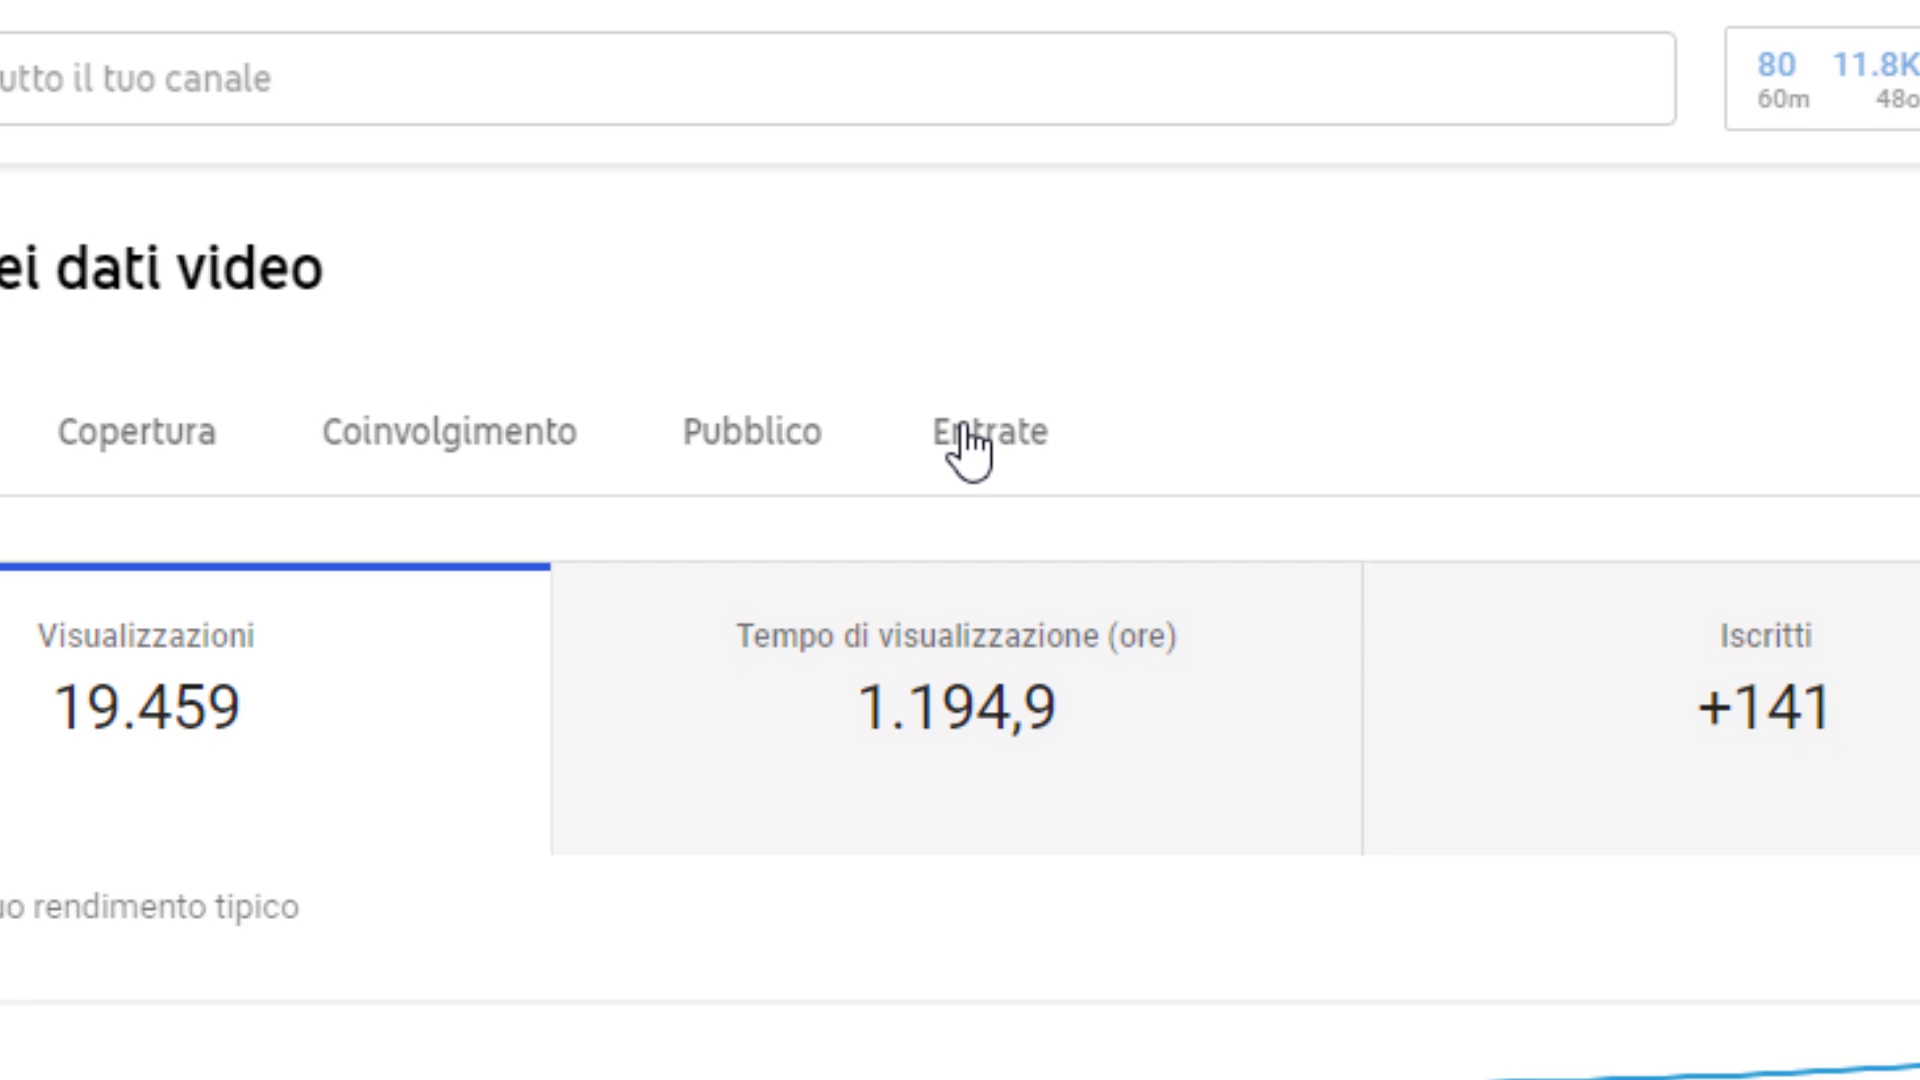 utto il tuo canale
80 11.8K
60m 48o
ei dati video
Copertura Coinvolgimento Pubblico Entrate
Visualizzazioni Tempo di visualizzazione (ore) Iscritti
19.459 1.194,9 +141
uo rendimento tipico